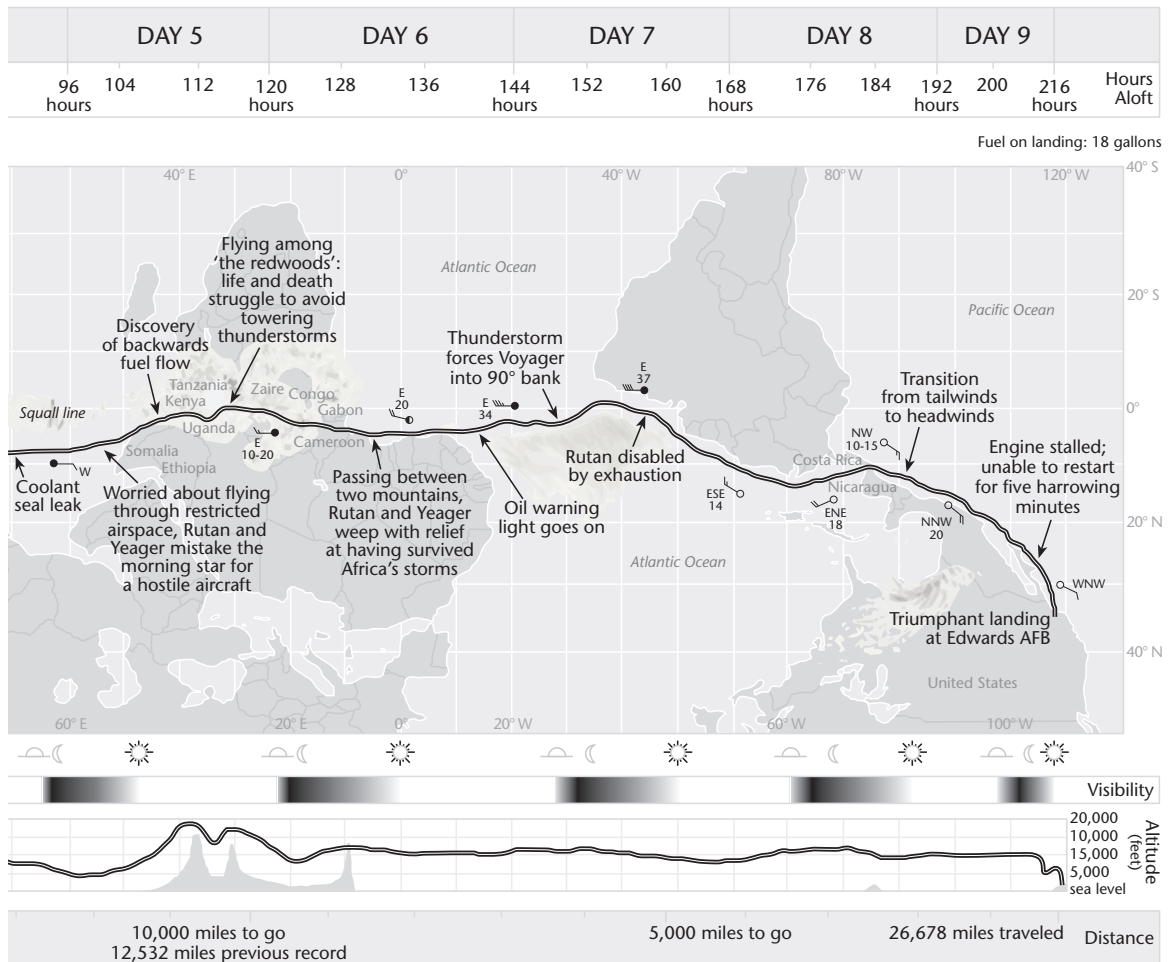 DAY 5 DAY 6 DAY 7 DAY 8 DAY 9
96 hours 104 112 120 hours 128 136 144 hours 152 160 168 hours 176 184 192 hours 200 216 hours
Hours
Aloft
Fuel on landing: 18 gallons
40° E 0° 40° W 80° W 120° W
40° S
20° S
0°
20° N
40° N
Atlantic Ocean
Pacific Ocean
Flying among
‘the redwoods’:
life and death
struggle to avoid
towering
thunderstorms
Discovery
of backwards
fuel flow
Thunderstorm
forces Voyager
into 90° bank
E
37
Transition
from tailwinds
to headwinds
Squall line
Tanzania
Kenya
Zaire
Congo
Gabon
Uganda
Cameroon
Somalia
Ethiopia
E
20
E
34
E
10-20
W
Coolant
seal leak
Worried about flying
through restricted
airspace, Rutan and
Yeager mistake the
morning star for
a hostile aircraft
Passing between
two mountains,
Rutan and Yeager
weep with relief
at having survived
Africa’s storms
Oil warning
light goes on
Rutan disabled
by exhaustion
ESE
14
ENE
18
NW
10-15
Costa Rica
Nicaragua
NNW
20
Engine stalled;
unable to restart
for five harrowing
minutes
WNW
Atlantic Ocean
Triumphant landing
at Edwards AFB
United States
60° E 20° E 0° 20° W 60° W 100° W
Visibility
20,000
10,000
15,000
5,000
sea level
Altitude
(feet)
10,000 miles to go
12,532 miles previous record
5,000 miles to go
26,678 miles traveled
Distance